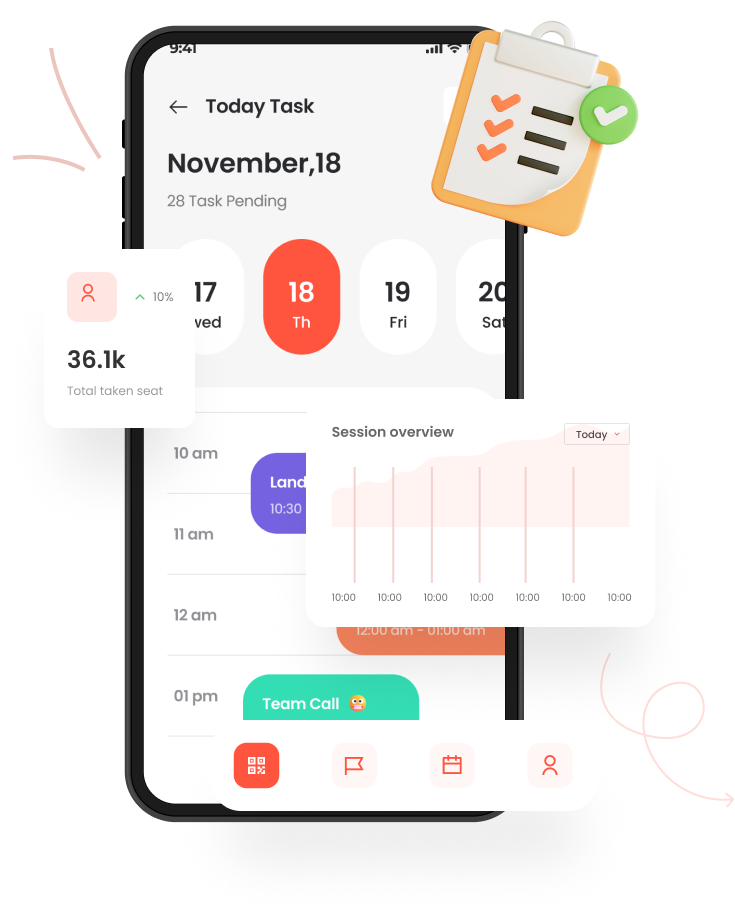 9:41
Today Task
November,18
28 Task Pending
17 18 19 20
wed Th Fri Sat
10%
36.1k
Total taken seat
Session overview
Today
10:00 10:00 10:00 10:00 10:00 10:00 10:00
10 am
Land
10:30
11 am
12 am
12:00 am - 01:00 am
01 pm
Team Call